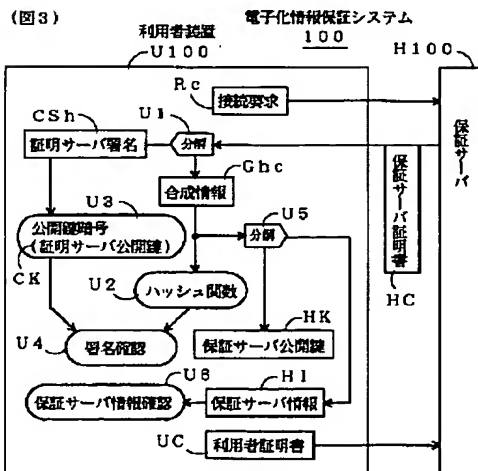 (図3)
電子化情報保証システム
利用者装置
100
U100
H100
Rc
接続要求
CSh
U1
証明サーバ署名
分解
Ghc
合成情報
保証サーバ
保証サーバ証明書
HC
U3
公開鍵暗号
(証明サーバ公開鍵)
CK
U5
分解
U2
ハッシュ関数
HK
保証サーバ公開鍵
U4
署名確認
U6
保証サーバ情報確認
HI
保証サーバ情報
UC
利用者証明書